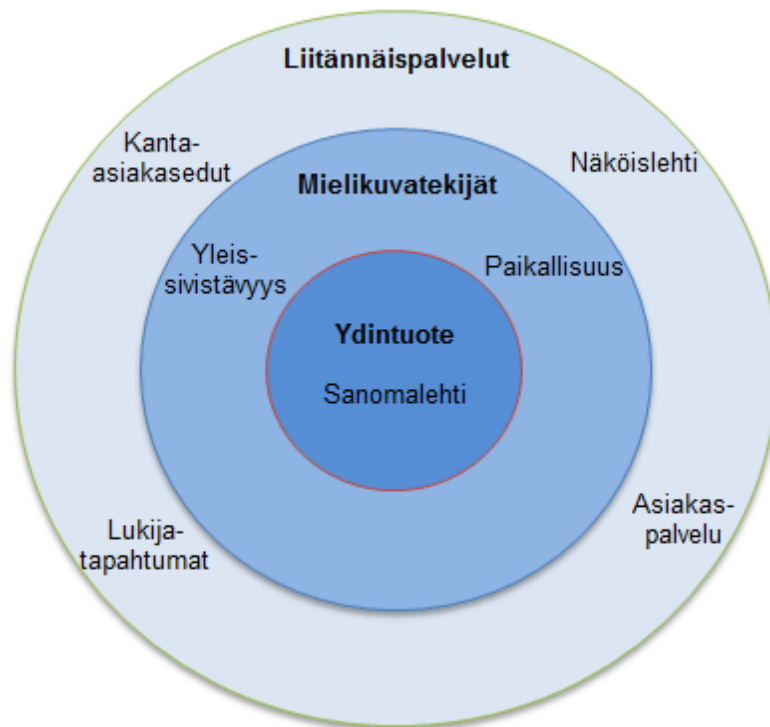 Liitännäispalvelut
Kanta-
asiakasedut
Näköislehti
Mielikuvatekijät
Yleis-
sivistävyys
Paikallisuus
Ydintuote
Sanomalehti
Lukija-
tapahtumat
Asiakas-
palvelu